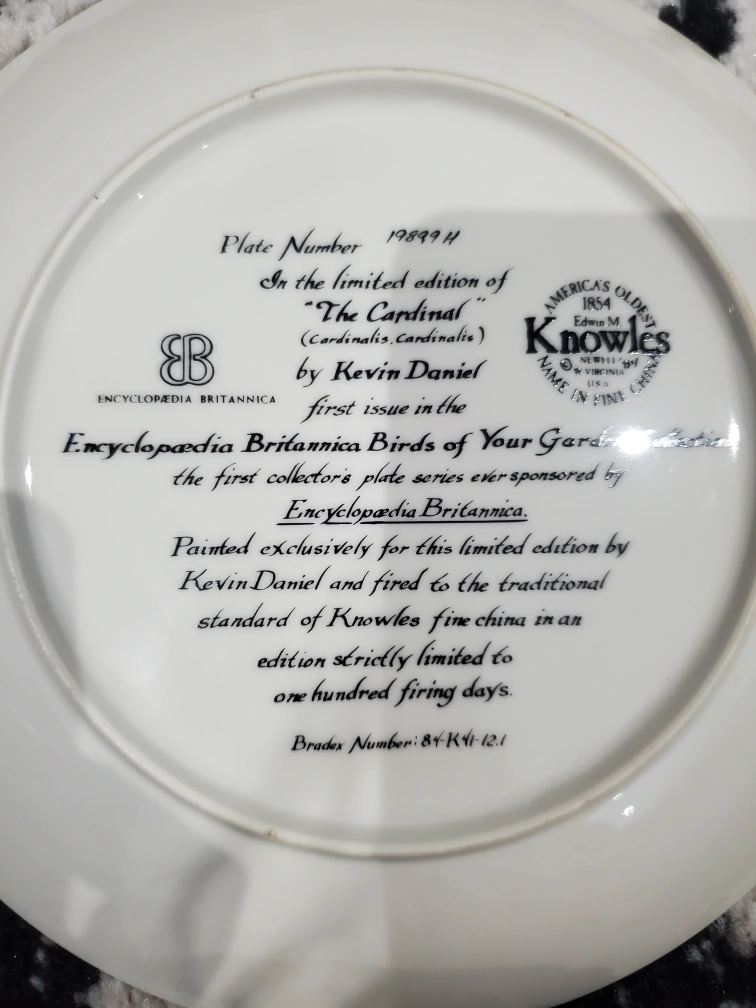 Plate Number 19899H
In the limited edition of
"The Cardinal"
(Cardinalis, Cardinalis)
by Kevin Daniel
first issue in the
Encyclopædia Britannica Birds of Your Garden
the first collector's plate series ever sponsored by
Encyclopædia Britannica.
Painted exclusively for this limited edition by
Kevin Daniel and fired to the traditional
standard of Knowles fine china in an
edition strictly limited to
one hundred firing days.
Bradex Number: 84-K41-12.1
ENCYCLOPÆDIA BRITANNICA
AMERICA'S OLDEST
1854
Edwin M.
Knowles
© NEWELL '84
W VIRGINIA
U S A
NAME IN FINE CHINA